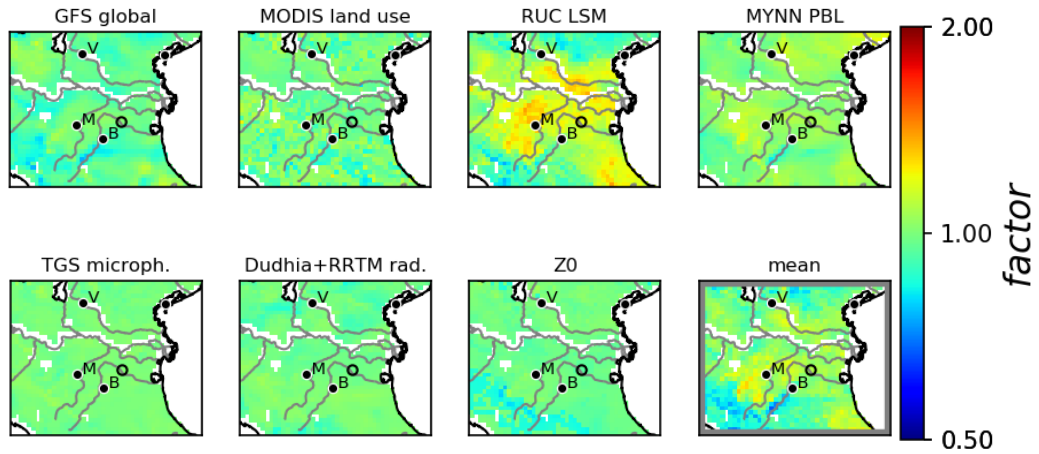 GFS global
MODIS land use
RUC LSM
MYNN PBL
V
M
B
V
M
B
V
M
B
V
M
B
2.00
1.00
0.50
factor
TGS microph.
Dudhia+RRTM rad.
Z0
mean
V
M
B
V
M
B
V
M
B
V
M
B